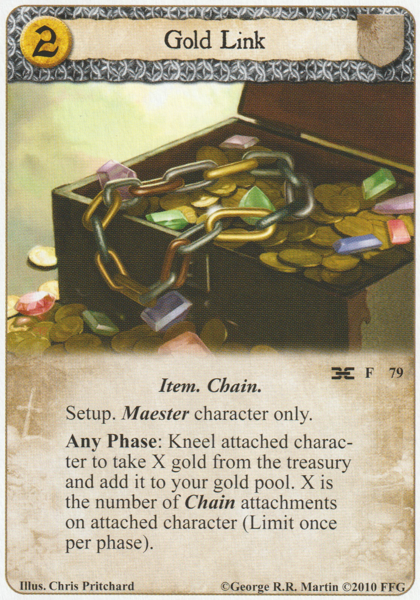 2
Gold Link
F 79
Item. Chain.
Setup. Maester character only.
Any Phase: Kneel attached charac-
ter to take X gold from the treasury
and add it to your gold pool. X is
the number of Chain attachments
on attached character (Limit once
per phase).
Illus. Chris Pritchard ©George R.R. Martin ©2010 FFG